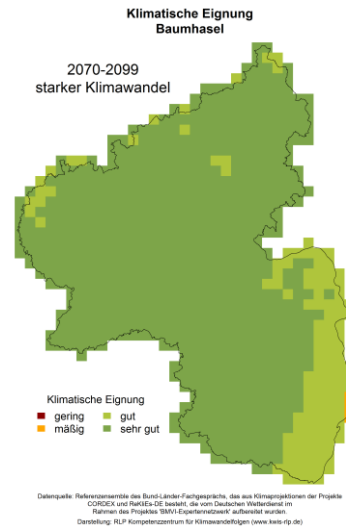 Klimatische Eignung
Baumhasel
2070-2099
starker Klimawandel
Klimatische Eignung
gering
gut
mäßig
sehr gut
Datenquelle: Referenzensemble des Bund-Länder-Fachgesprächs, das aus Klimaprojektionen der Projekte
CORDEX und ReKliEs-DE besteht, die vom Deutschen Wetterdienst im
Rahmen des Projektes 'BMVI-Expertennetzwerk' aufbereitet wurden.
Darstellung: RLP Kompetenzzentrum für Klimawandelfolgen (www.kwis-rlp.de)